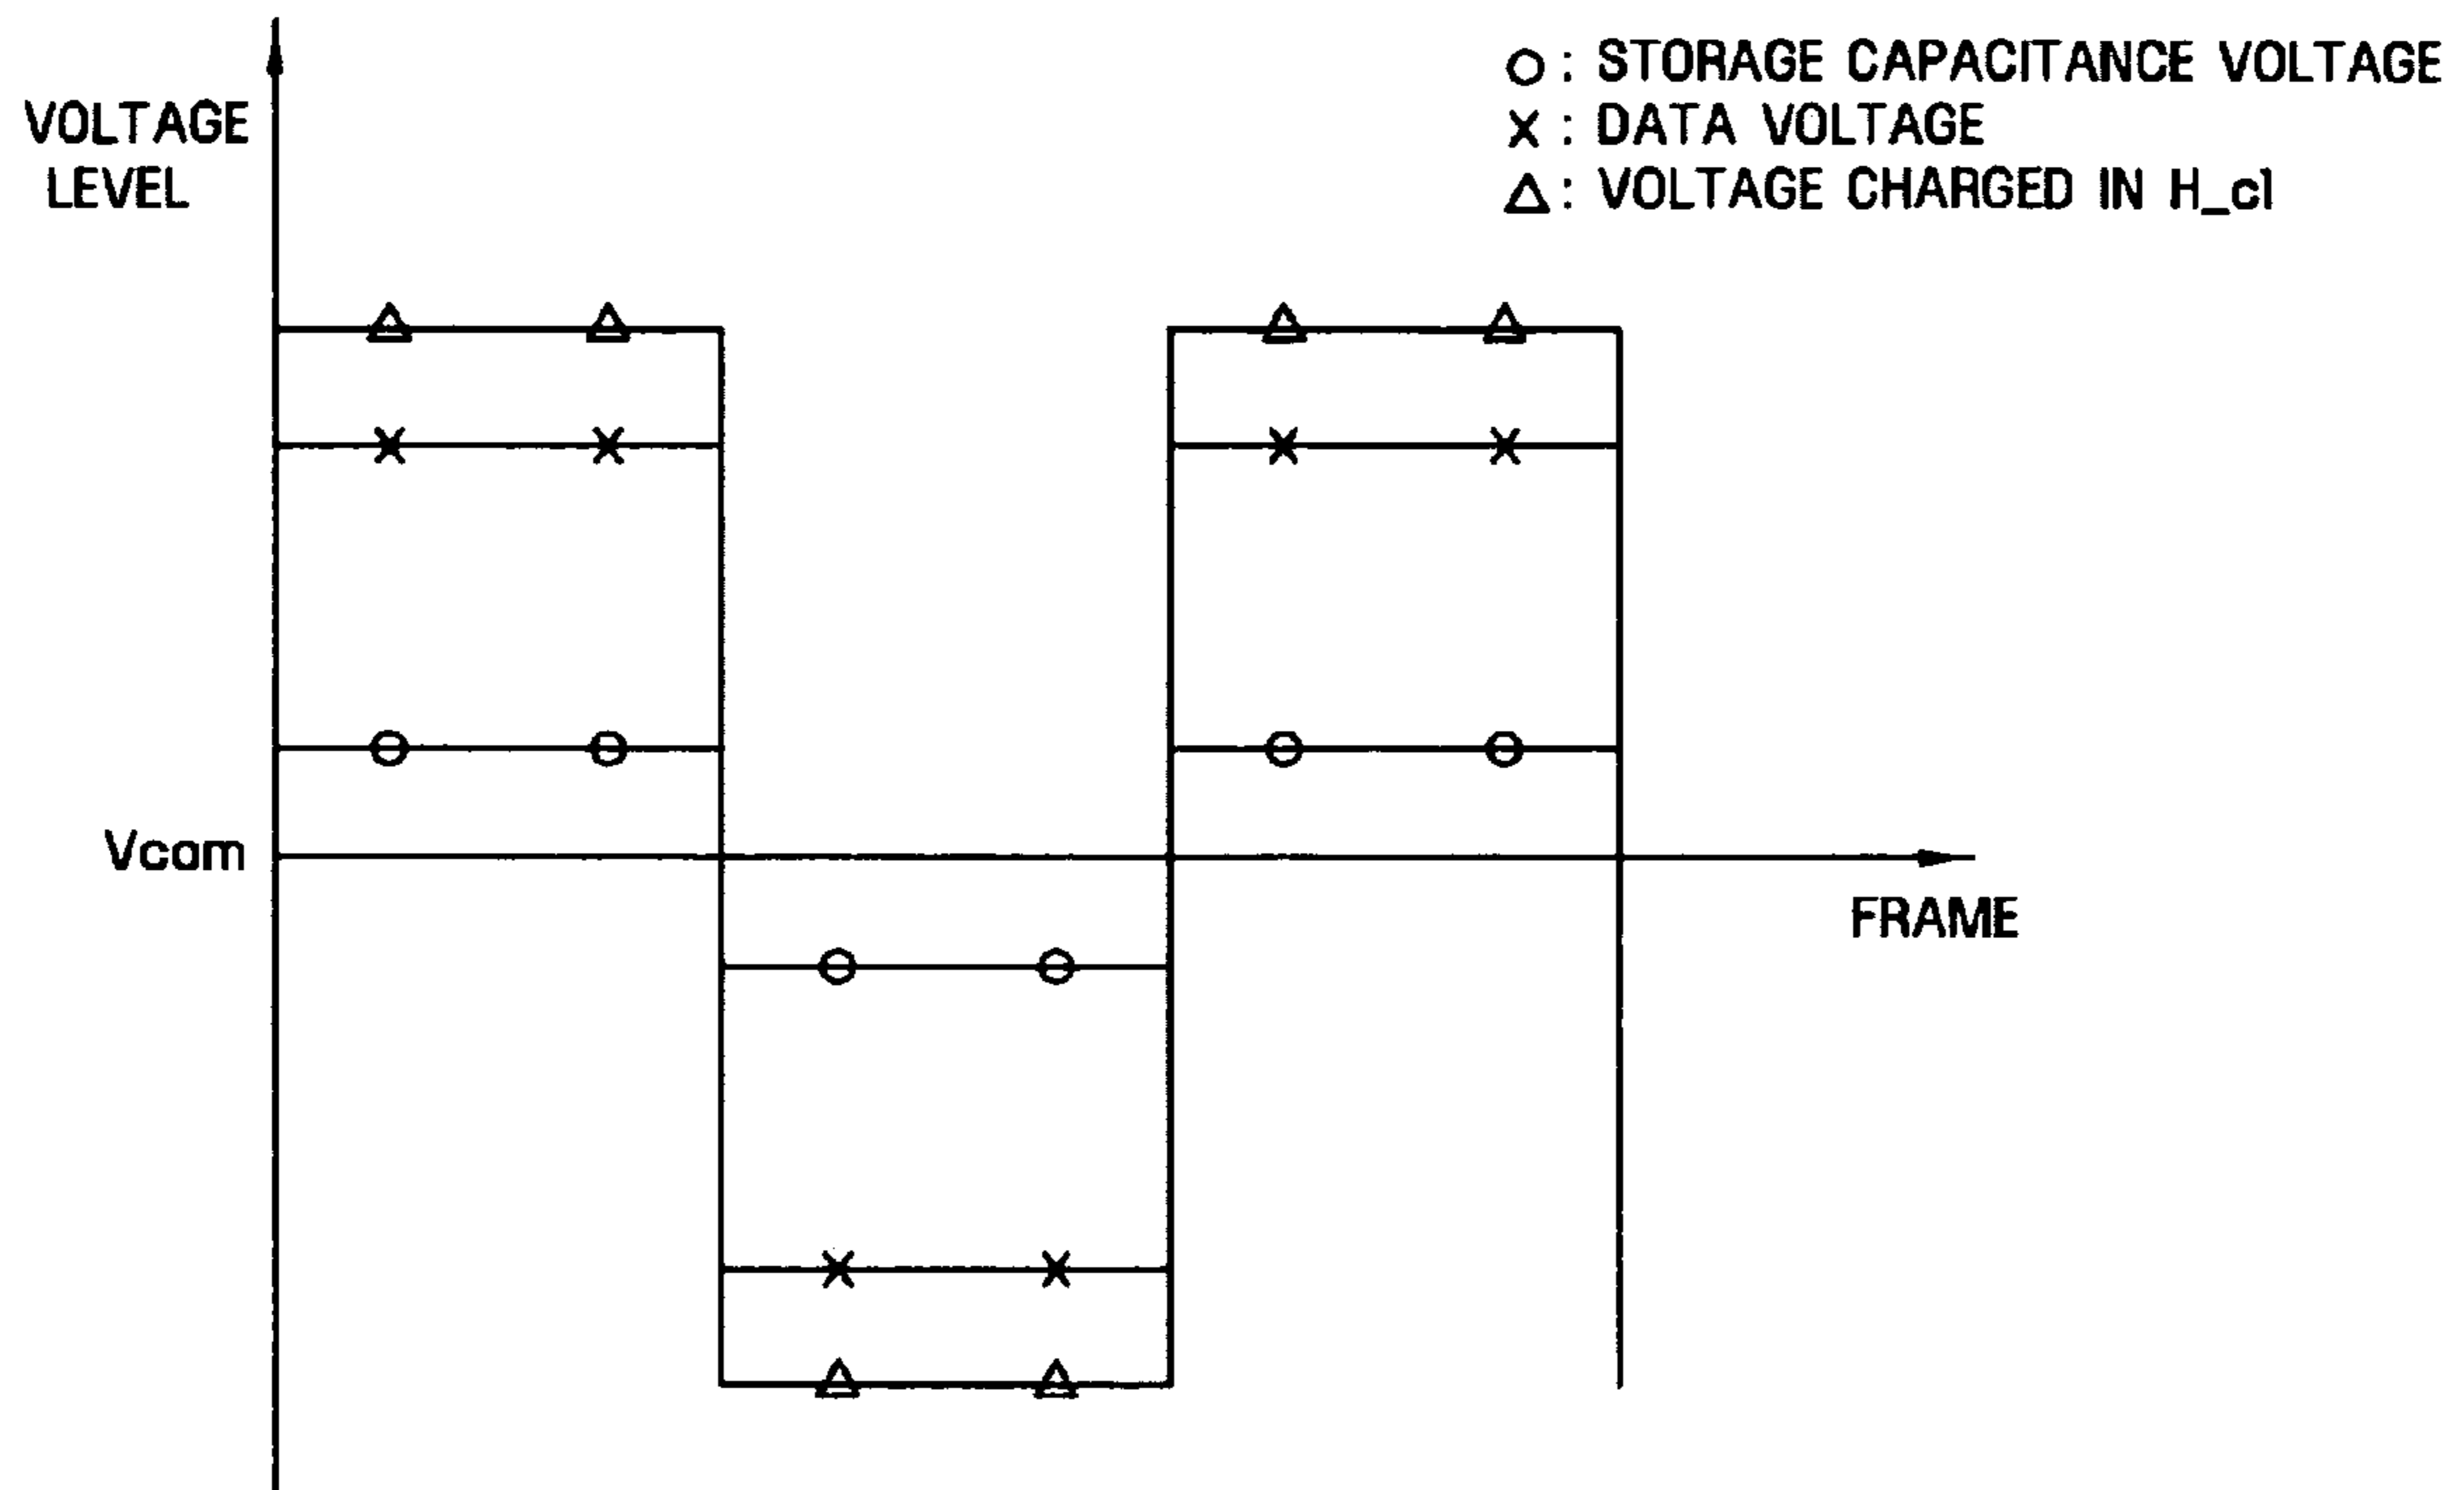 VOLTAGE
LEVEL
○ : STORAGE CAPACITANCE VOLTAGE
× : DATA VOLTAGE
△ : VOLTAGE CHARGED IN H_cl
Vcom
FRAME